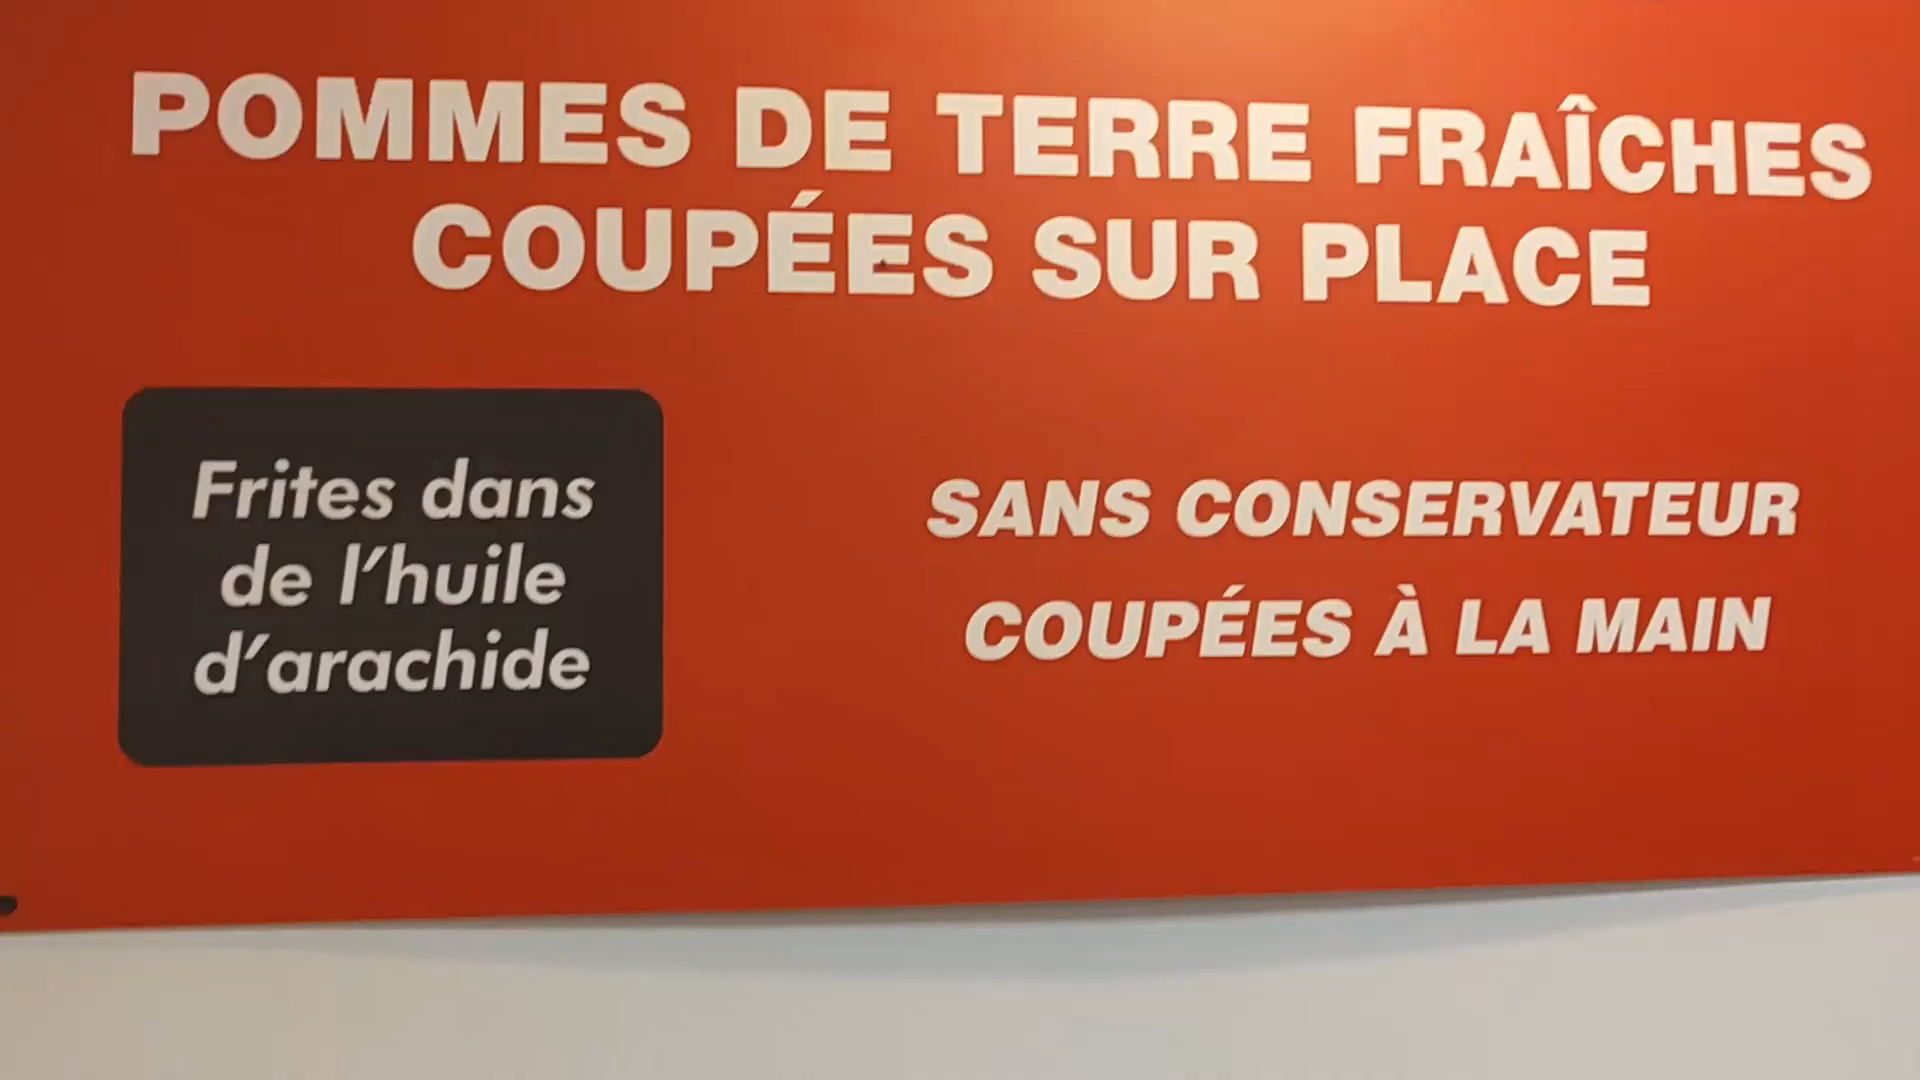 POMMES DE TERRE FRAÎCHES
COUPÉES SUR PLACE
Frites dans
de l'huile
d'arachide
SANS CONSERVATEUR
COUPÉES À LA MAIN